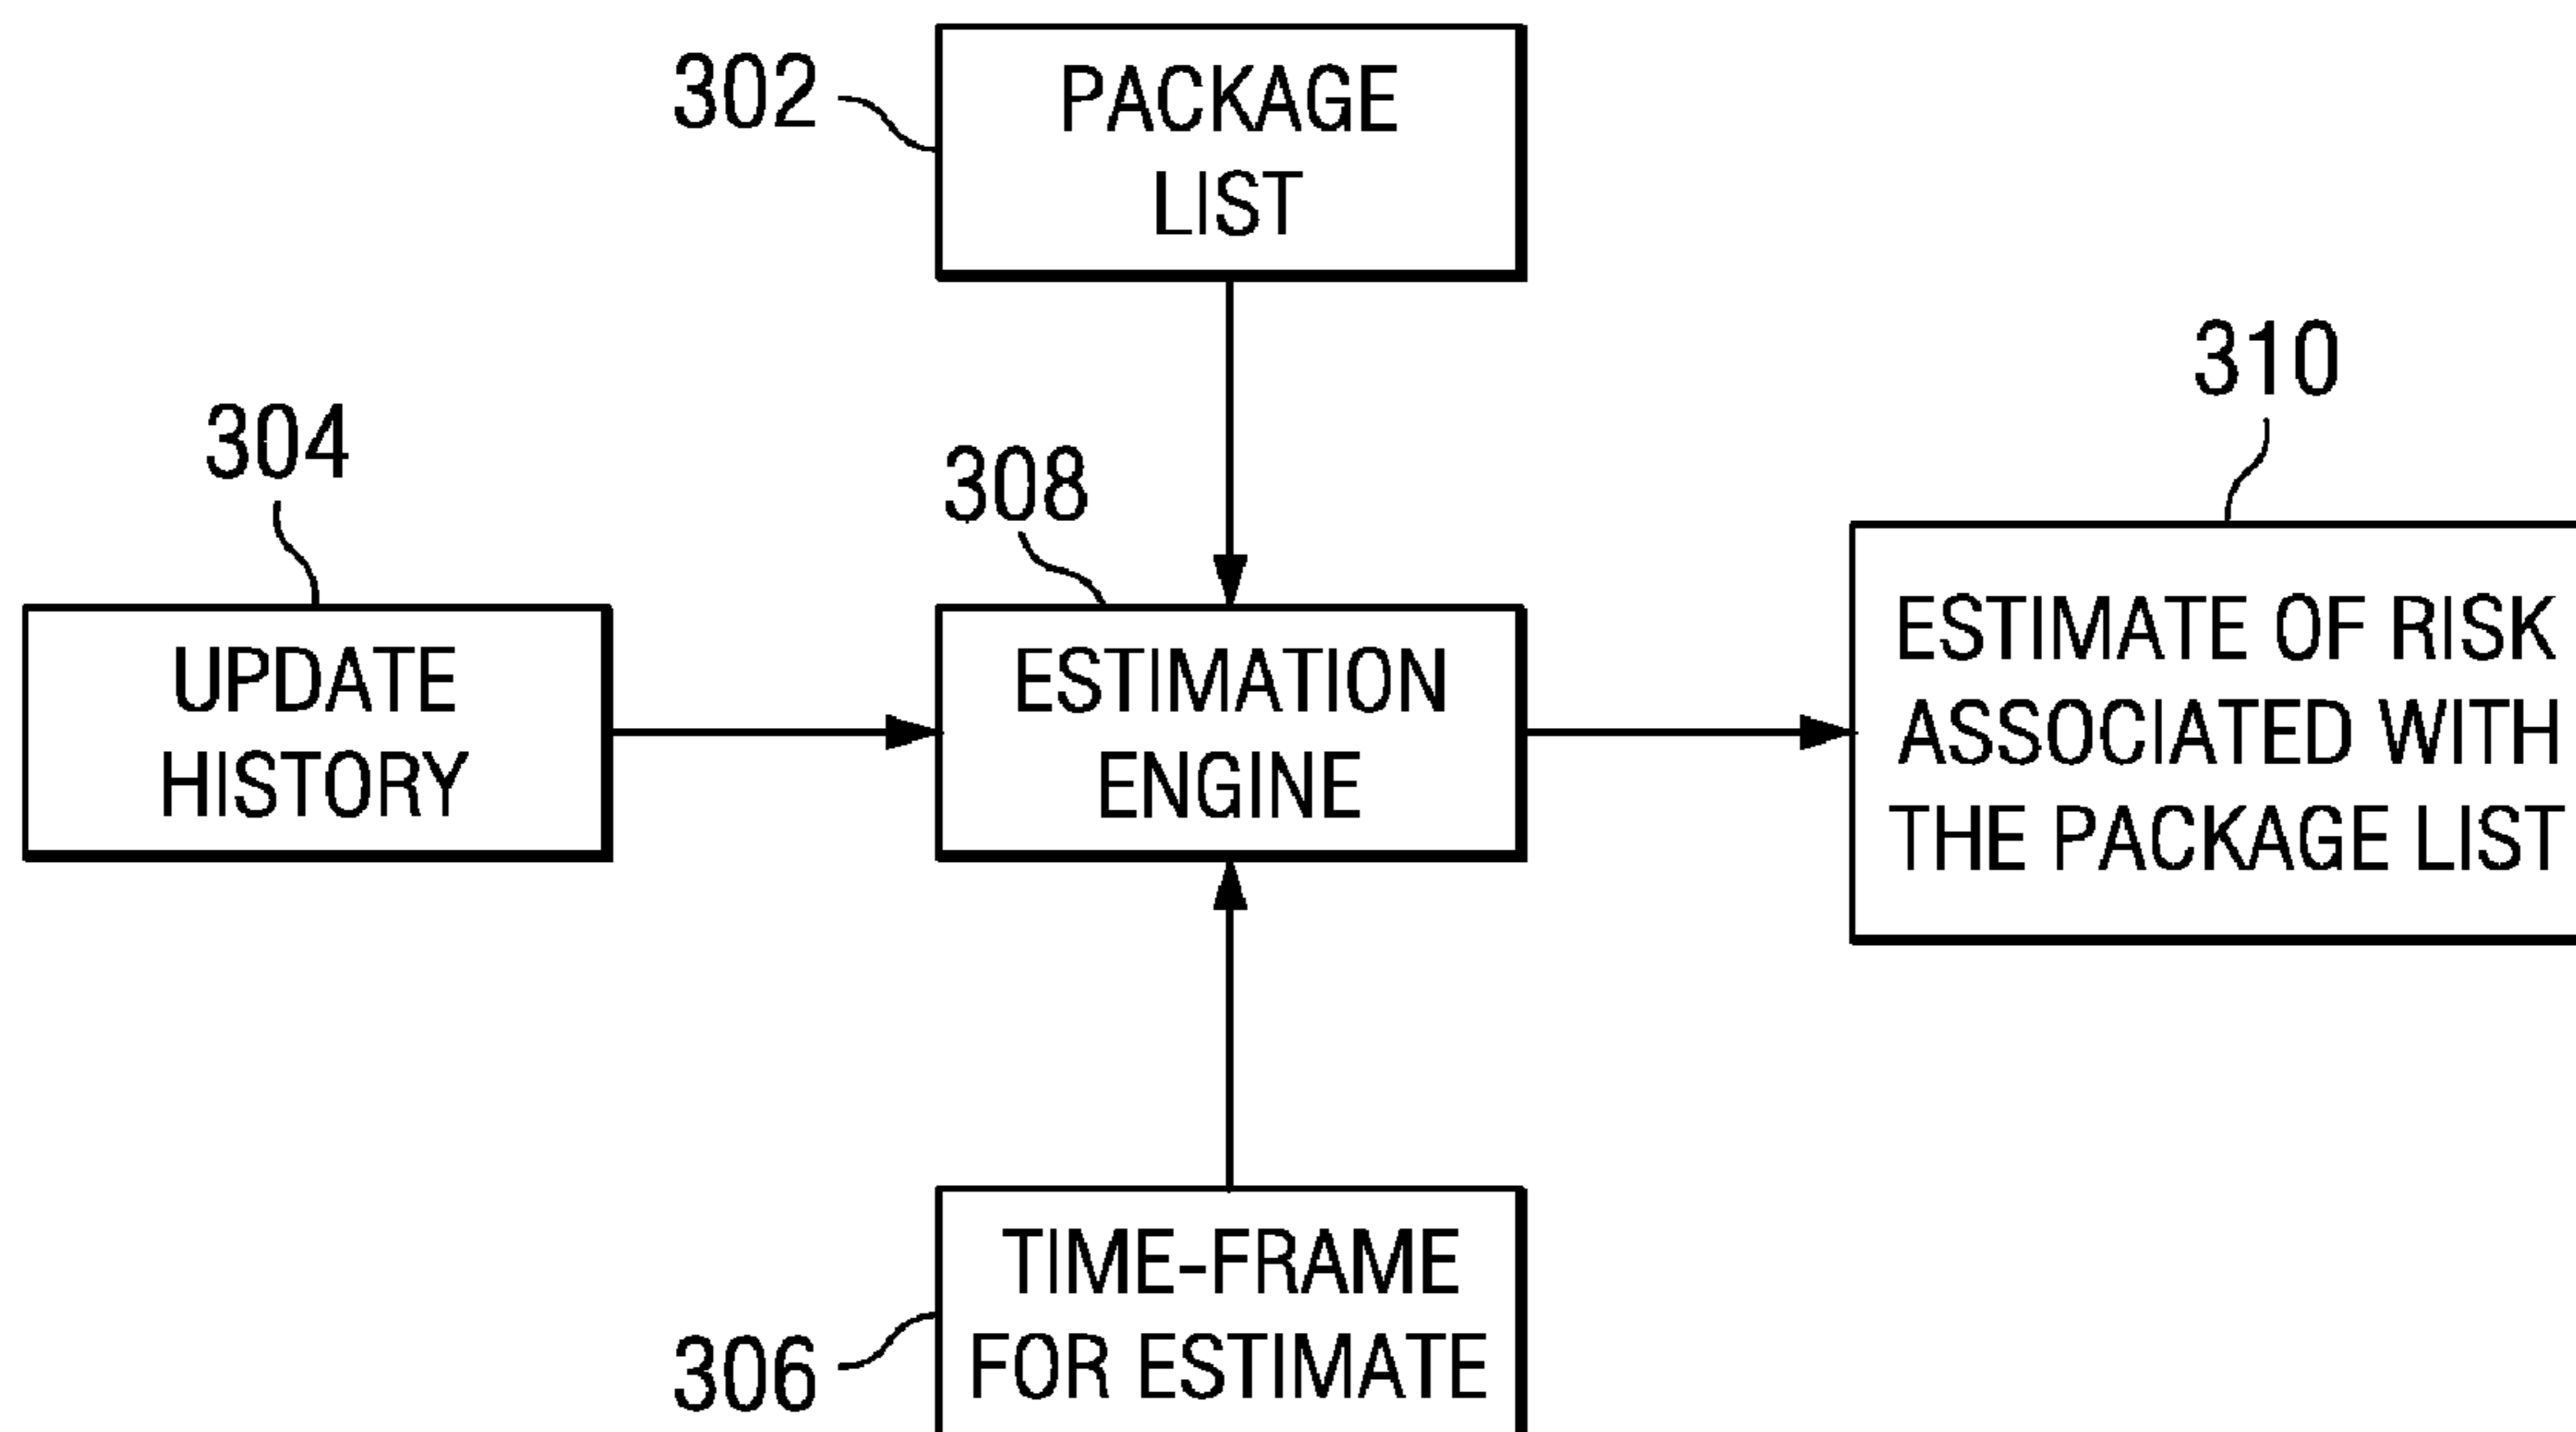 302
PACKAGE
LIST
310
304
308
UPDATE
HISTORY
ESTIMATION
ENGINE
ESTIMATE OF RISK
ASSOCIATED WITH
THE PACKAGE LIST
306
TIME-FRAME
FOR ESTIMATE